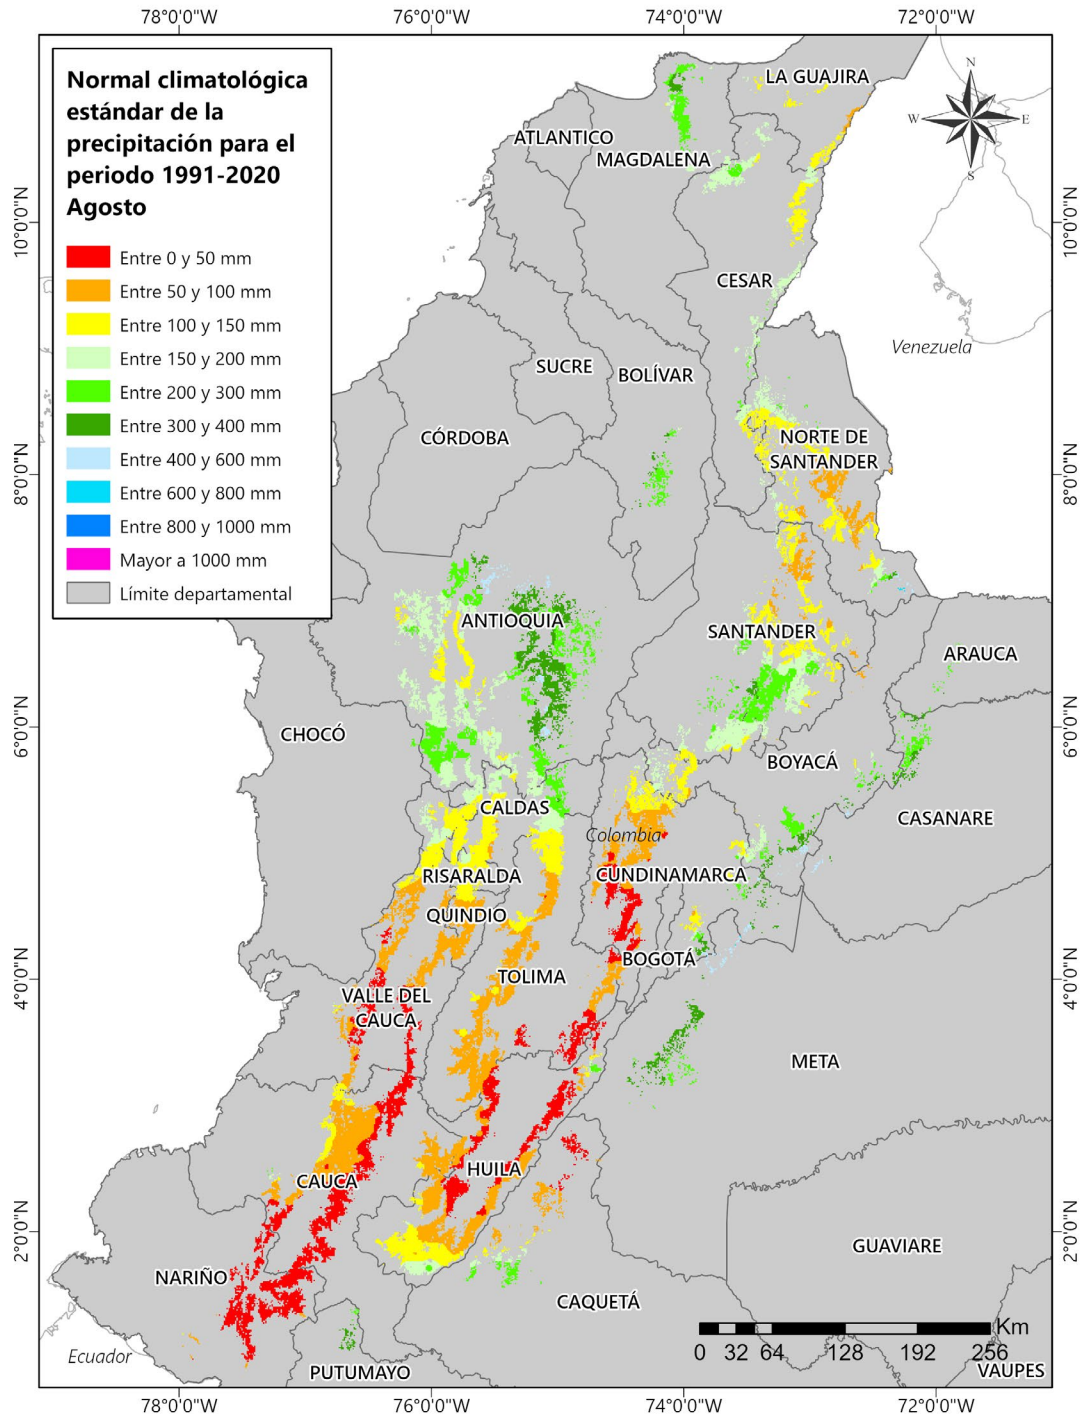 78°0'0"W 76°0'0"W 74°0'0"W 72°0'0"W
Normal climatológica
estándar de la
precipitación para el
periodo 1991-2020
Agosto
Entre 0 y 50 mm
Entre 50 y 100 mm
Entre 100 y 150 mm
Entre 150 y 200 mm
Entre 200 y 300 mm
Entre 300 y 400 mm
Entre 400 y 600 mm
Entre 600 y 800 mm
Entre 800 y 1000 mm
Mayor a 1000 mm
Límite departamental
N
W E
S
LA GUAJIRA
ATLANTICO
MAGDALENA
10°0'0"N 10°0'0"N
CESAR
Venezuela
SUCRE
BOLÍVAR
CÓRDOBA
NORTE DE
SANTANDER
8°0'0"N 8°0'0"N
ANTIOQUIA
SANTANDER
ARAUCA
6°0'0"N 6°0'0"N
CHOCÓ
BOYACÁ
CALDAS
CASANARE
Colombia
RISARALDA
CUNDINAMARCA
QUINDIO
BOGOTÁ
TOLIMA
4°0'0"N 4°0'0"N
VALLE DEL
CAUCA
META
HUILA
CAUCA
2°0'0"N 2°0'0"N
GUAVIARE
NARIÑO
CAQUETÁ
Km
0 32 64 128 192 256
Ecuador
PUTUMAYO
VAUPES
78°0'0"W 76°0'0"W 74°0'0"W 72°0'0"W